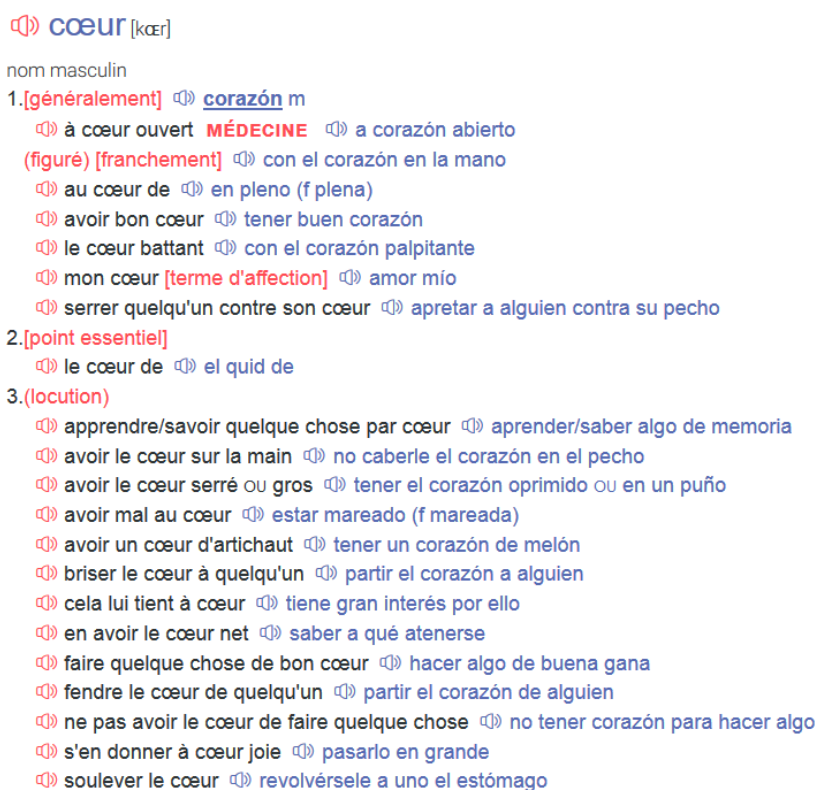 cœur [kœr]
nom masculin
1.[généralement] corazón m
à cœur ouvert MÉDECINE a corazón abierto
(figuré) [franchement] con el corazón en la mano
au cœur de en pleno (f plena)
avoir bon cœur tener buen corazón
le cœur battant con el corazón palpitante
mon cœur [terme d'affection] amor mío
serrer quelqu'un contre son cœur apretar a alguien contra su pecho
2.[point essentiel]
le cœur de el quid de
3.(locution)
apprendre/savoir quelque chose par cœur aprender/saber algo de memoria
avoir le cœur sur la main no caberle el corazón en el pecho
avoir le cœur serré OU gros tener el corazón oprimido OU en un puño
avoir mal au cœur estar mareado (f mareada)
avoir un cœur d'artichaut tener un corazón de melón
briser le cœur à quelqu'un partir el corazón a alguien
cela lui tient à cœur tiene gran interés por ello
en avoir le cœur net saber a qué atenerse
faire quelque chose de bon cœur hacer algo de buena gana
fendre le cœur de quelqu'un partir el corazón de alguien
ne pas avoir le cœur de faire quelque chose no tener corazón para hacer algo
s'en donner à cœur joie pasarlo en grande
soulever le cœur revolvérsele a uno el estómago